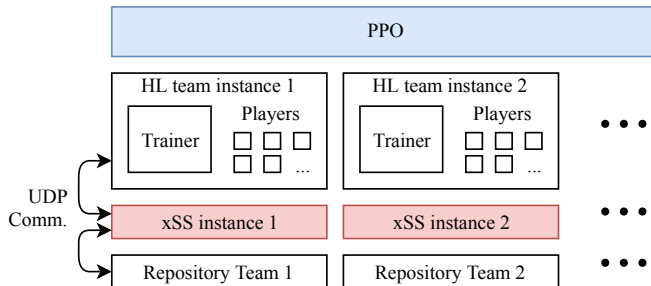 PPO
HL team instance 1
Trainer
Players
...
HL team instance 2
Trainer
Players
...
UDP
Comm.
xSS instance 1
xSS instance 2
Repository Team 1
Repository Team 2